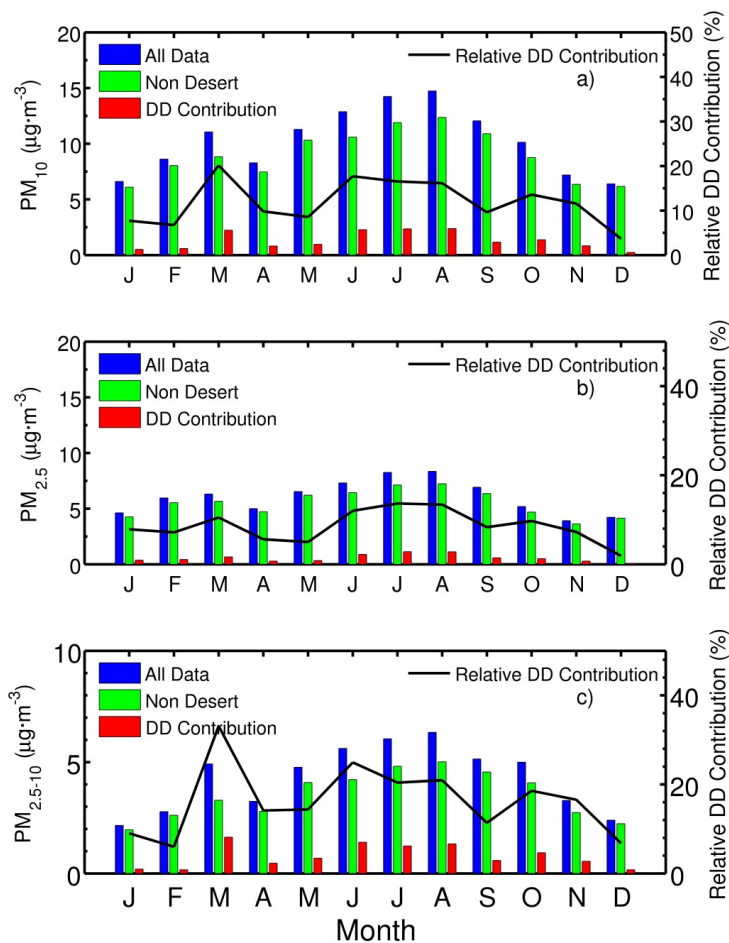 20 50
All Data Relative DD Contribution
Non Desert a)
DD Contribution
15 40
10 30
5 20
0 10
0
PM10 (µg·m-3)
Relative DD Contribution (%)
J F M A M J J A S O N D
20
All Data Relative DD Contribution
Non Desert b)
DD Contribution
15 40
10
5 20
0 0
PM2.5 (µg·m-3)
Relative DD Contribution (%)
J F M A M J J A S O N D
10
All Data Relative DD Contribution
Non Desert c)
DD Contribution
40
5 20
0 0
PM2.5-10 (µg·m-3)
Relative DD Contribution (%)
J F M A M J J A S O N D
Month